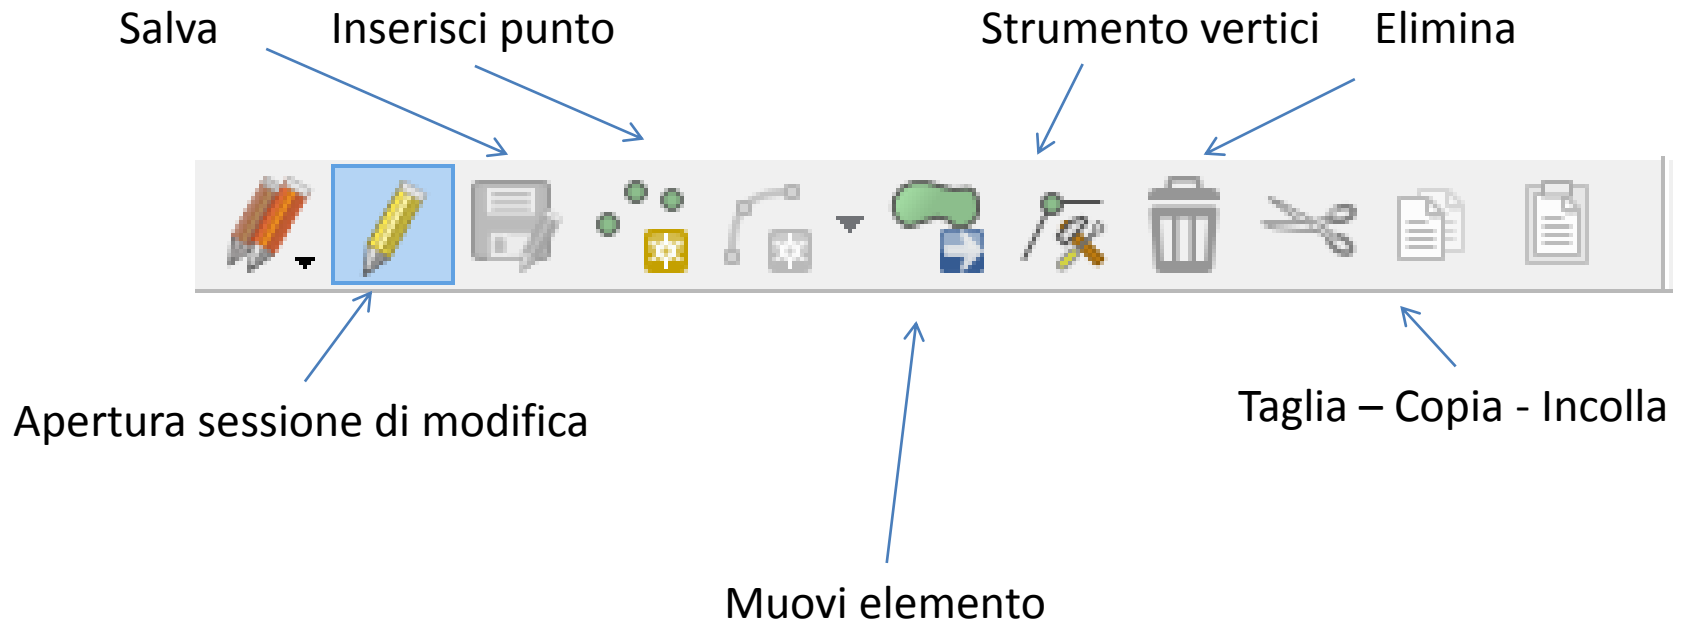 Salva
Inserisci punto
Strumento vertici
Elimina
Apertura sessione di modifica
Taglia – Copia - Incolla
Muovi elemento